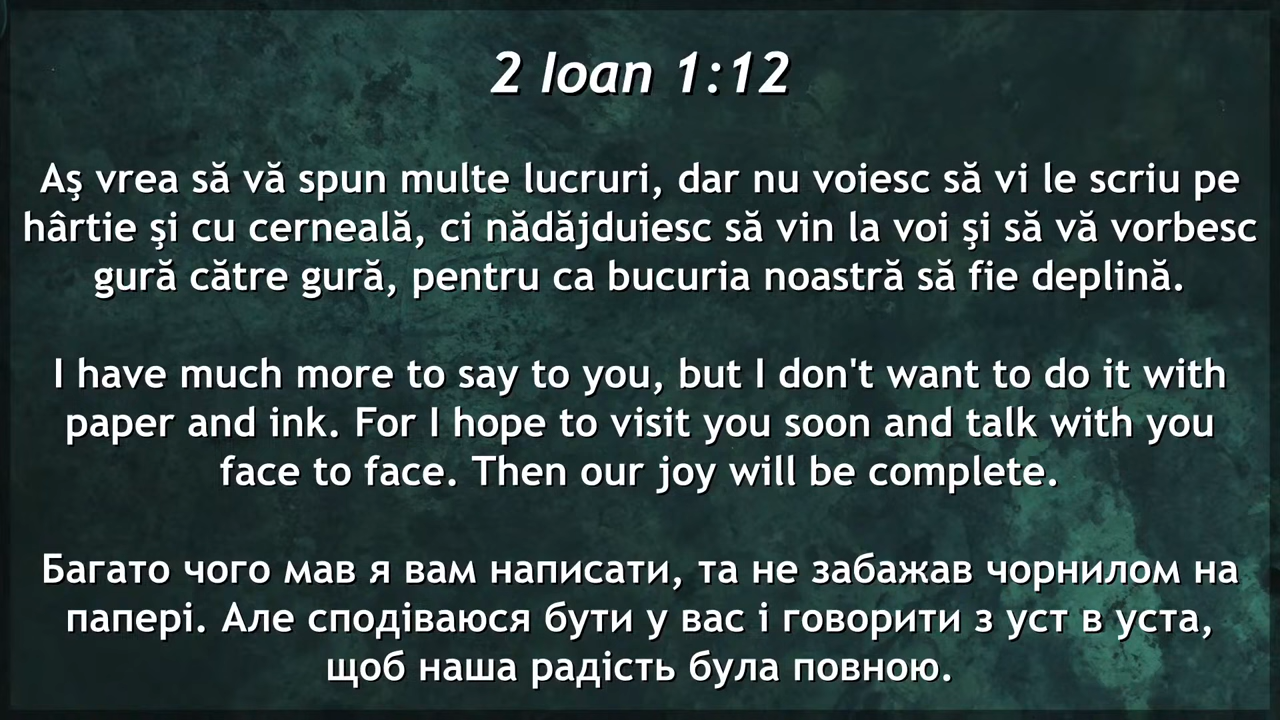 2 Ioan 1:12
Aş vrea să vă spun multe lucruri, dar nu voiesc să vi le scriu pe
hârtie şi cu cerneală, ci nădăjduiesc să vin la voi şi să vă vorbesc
gură către gură, pentru ca bucuria noastră să fie deplină.
I have much more to say to you, but I don't want to do it with
paper and ink. For I hope to visit you soon and talk with you
face to face. Then our joy will be complete.
Багато чого мав я вам написати, та не забажав чорнилом на
папері. Але сподіваюся бути у вас і говорити з уст в уста,
щоб наша радість була повною.